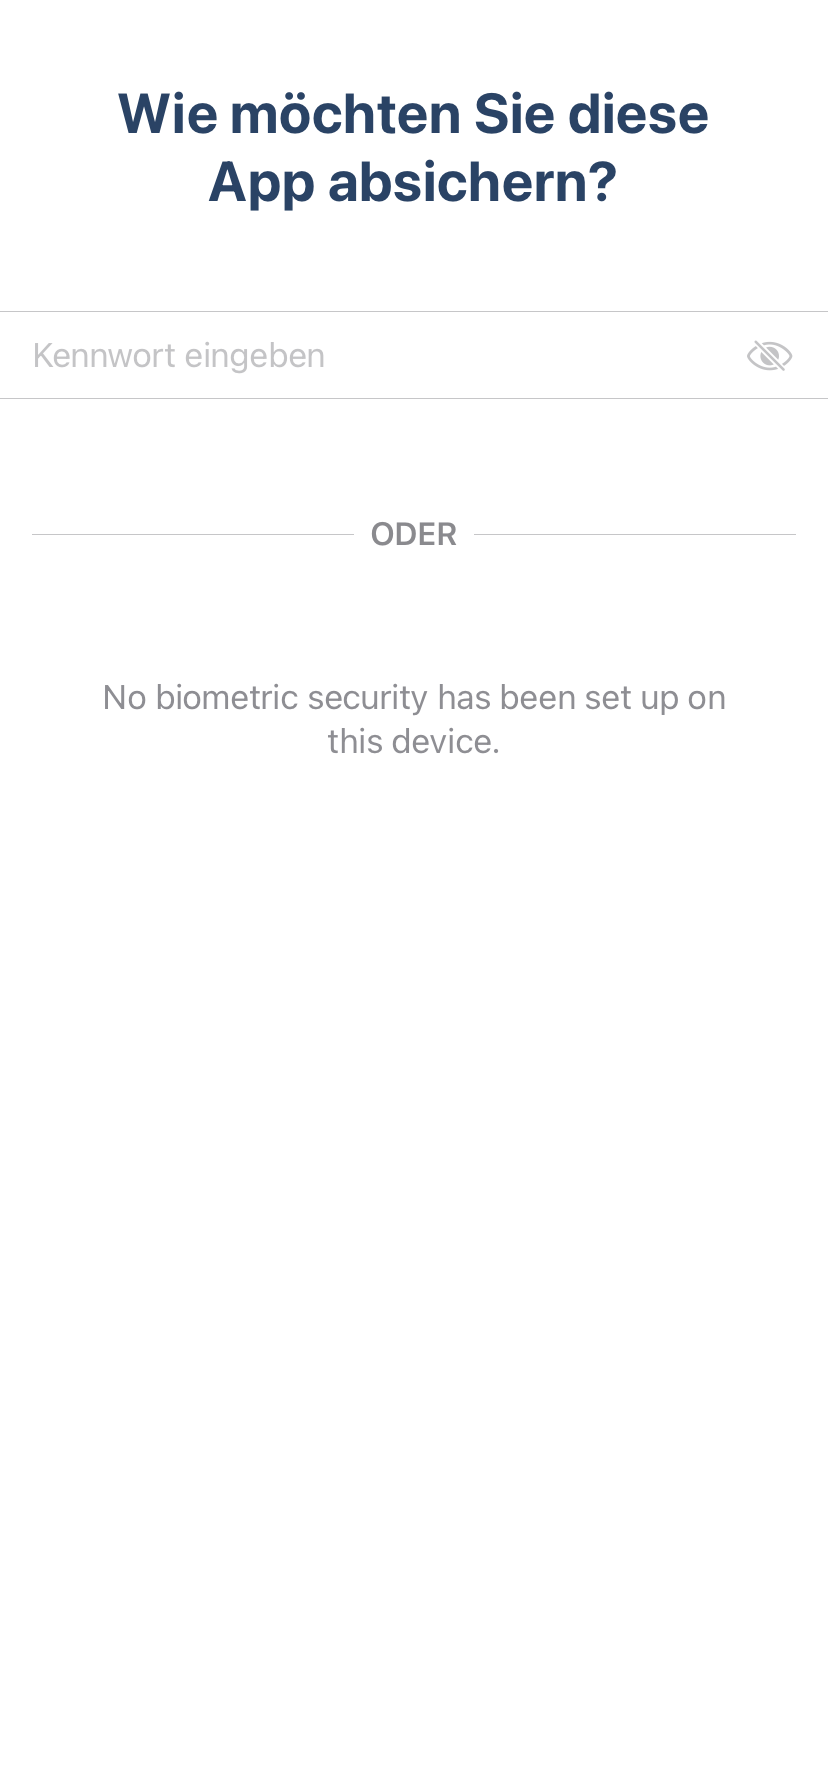 Wie möchten Sie diese
App absichern?
Kennwort eingeben
ODER
No biometric security has been set up on
this device.